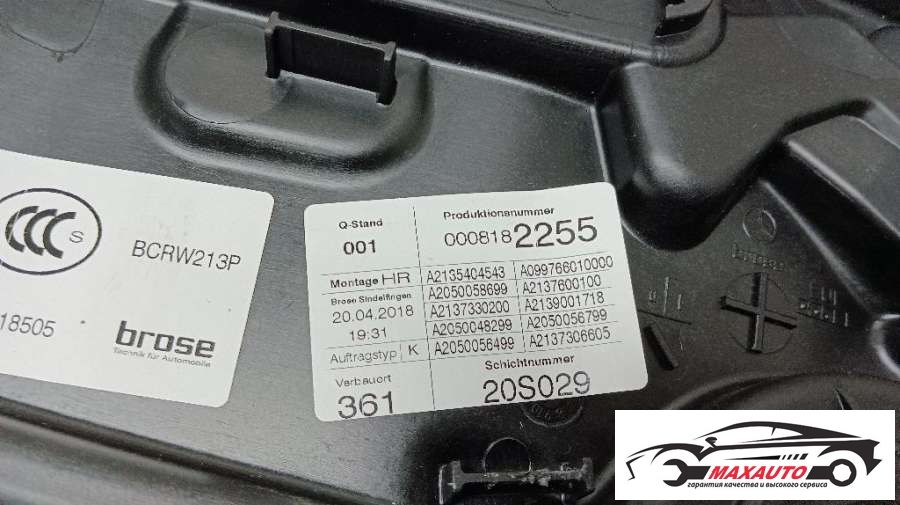 CCC S
BCRW213P
18505
brose
Technik für Automobile
Q-Stand
001
Produktionsnummer
0008182255
Montage HR
A2135404543 A099766010000
Brose Sindelfingen
A2050058699 A2137600100
20.04.2018
A2137330200 A2139001718
19:31
A2050048299 A2050056799
Auftragstyp K
A2050056499 A2137306605
Verbauort
361
Schichtnummer
20S029
MAXAUTO
гарантия качества и высокого сервиса